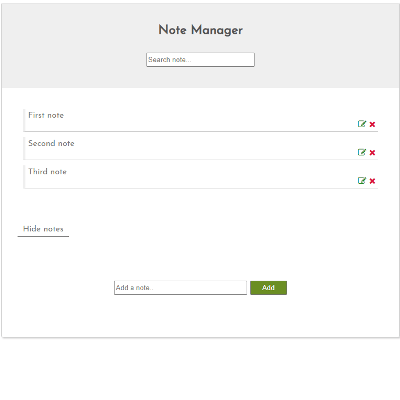 Note Manager
Search note...
First note
Second note
Third note
Hide notes
Add a note..
Add